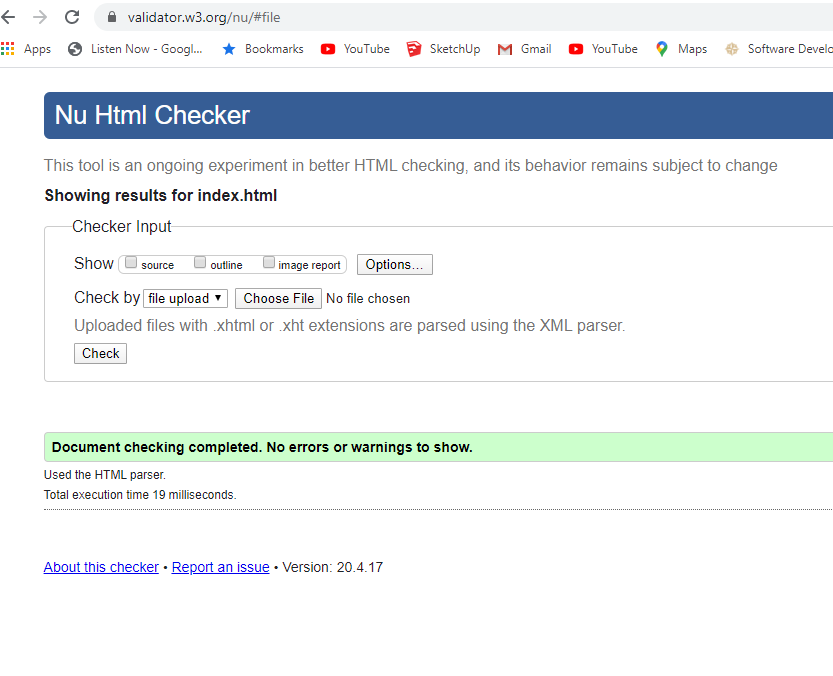 validator.w3.org/nu/#file
Apps Listen Now - Googl... Bookmarks YouTube SketchUp Gmail YouTube Maps Software Develo
Nu Html Checker
This tool is an ongoing experiment in better HTML checking, and its behavior remains subject to change
Showing results for index.html
Checker Input
Show source outline image report Options...
Check by file upload Choose File No file chosen
Uploaded files with .xhtml or .xht extensions are parsed using the XML parser.
Check
Document checking completed. No errors or warnings to show.
Used the HTML parser.
Total execution time 19 milliseconds.
About this checker • Report an issue • Version: 20.4.17